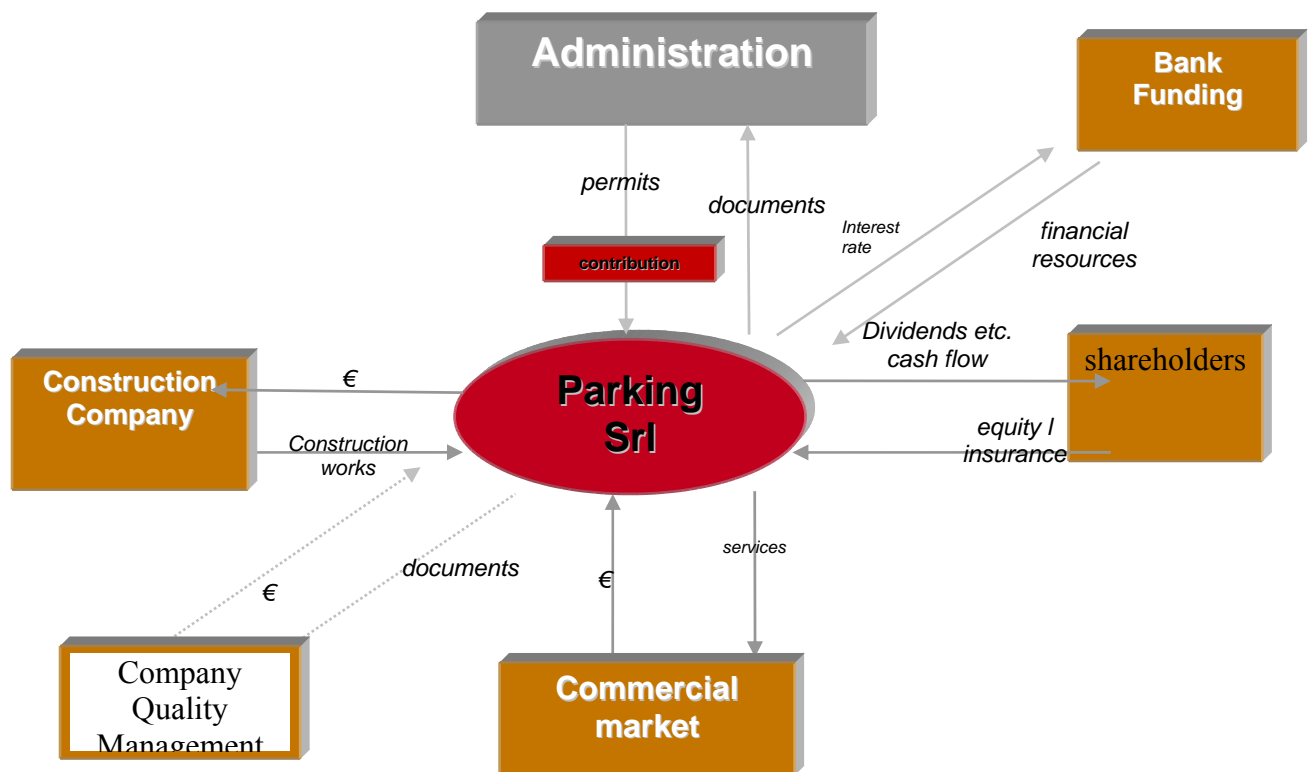 Administration
Bank
Funding
permits
documents
Interest
rate
financial
resources
contribution
Dividends etc.
cash flow
shareholders
Construction
Company
€
Parking
Srl
Construction
works
equity l
insurance
services
documents
€
€
Company
Quality
Management
Commercial
market